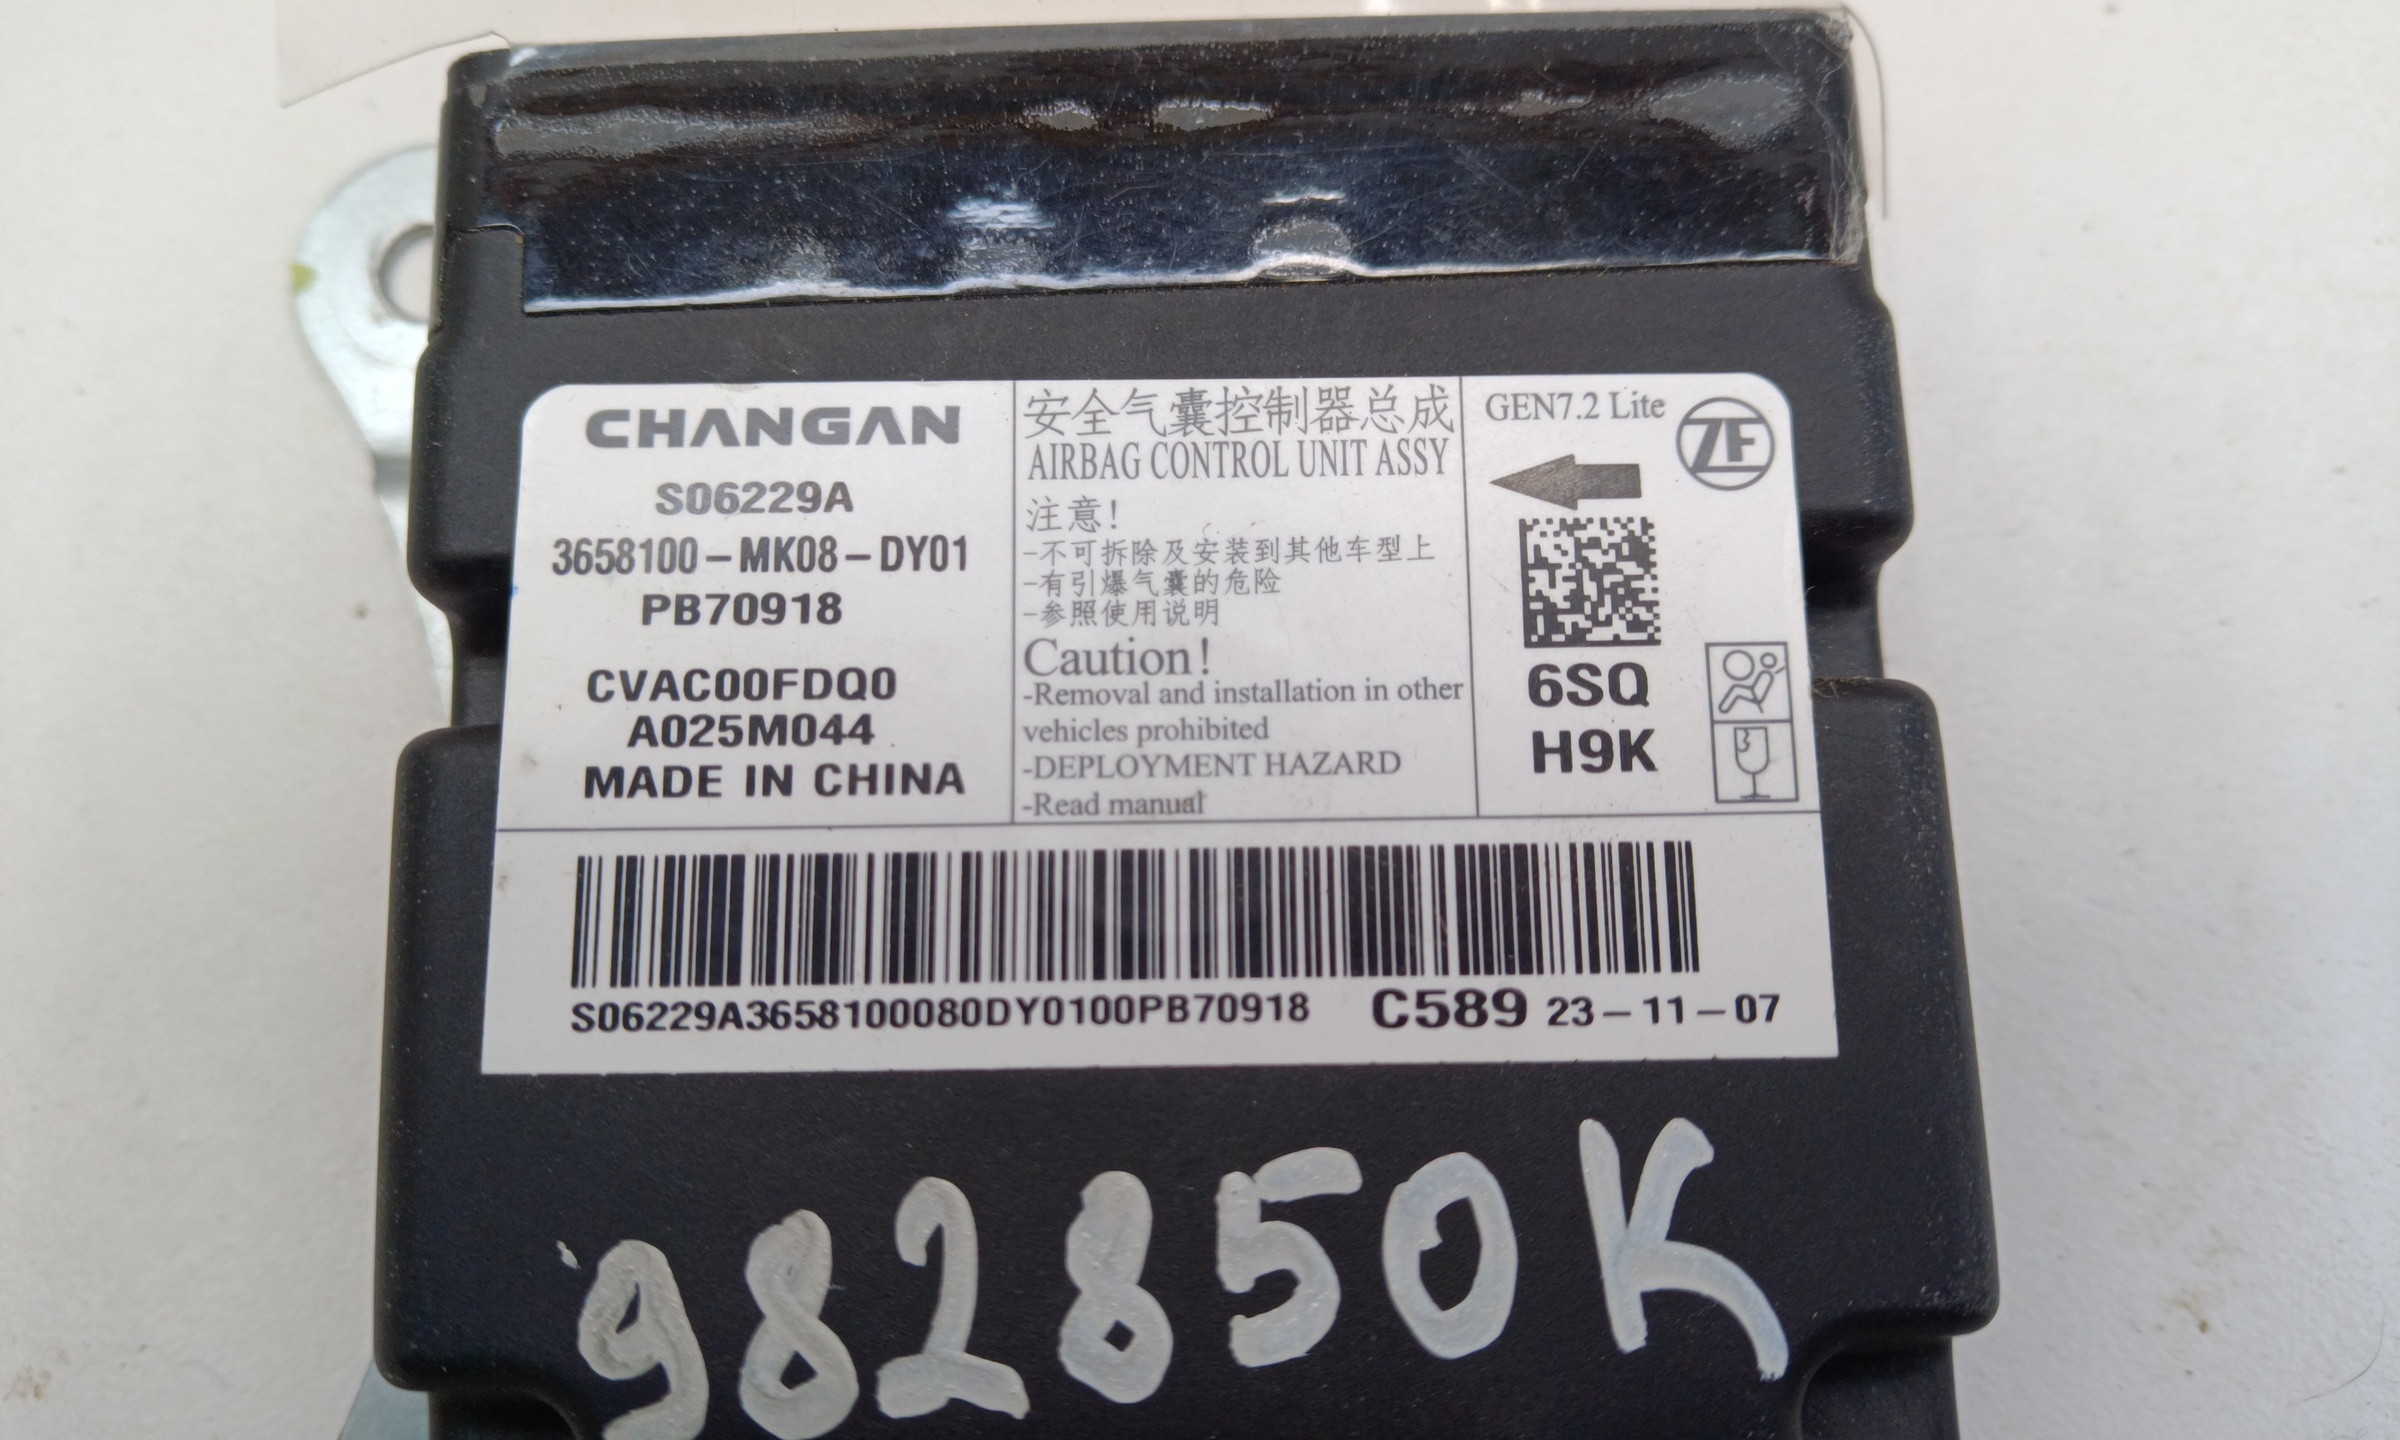 CHANGAN
S06229A
3658100-MK08-DY01
PB70918
CVAC00FDQ0
A025M044
MADE IN CHINA
安全气囊控制器总成
AIRBAG CONTROL UNIT ASSY
注意!
-不可拆除及安装到其他车型上
-有引爆气囊的危险
-参照使用说明
Caution!
-Removal and installation in other
vehicles prohibited
-DEPLOYMENT HAZARD
-Read manual
GEN7.2 Lite
ZF
6SQ
H9K
S06229A3658100080DY0100PB70918 C589 23-11-07
982850K